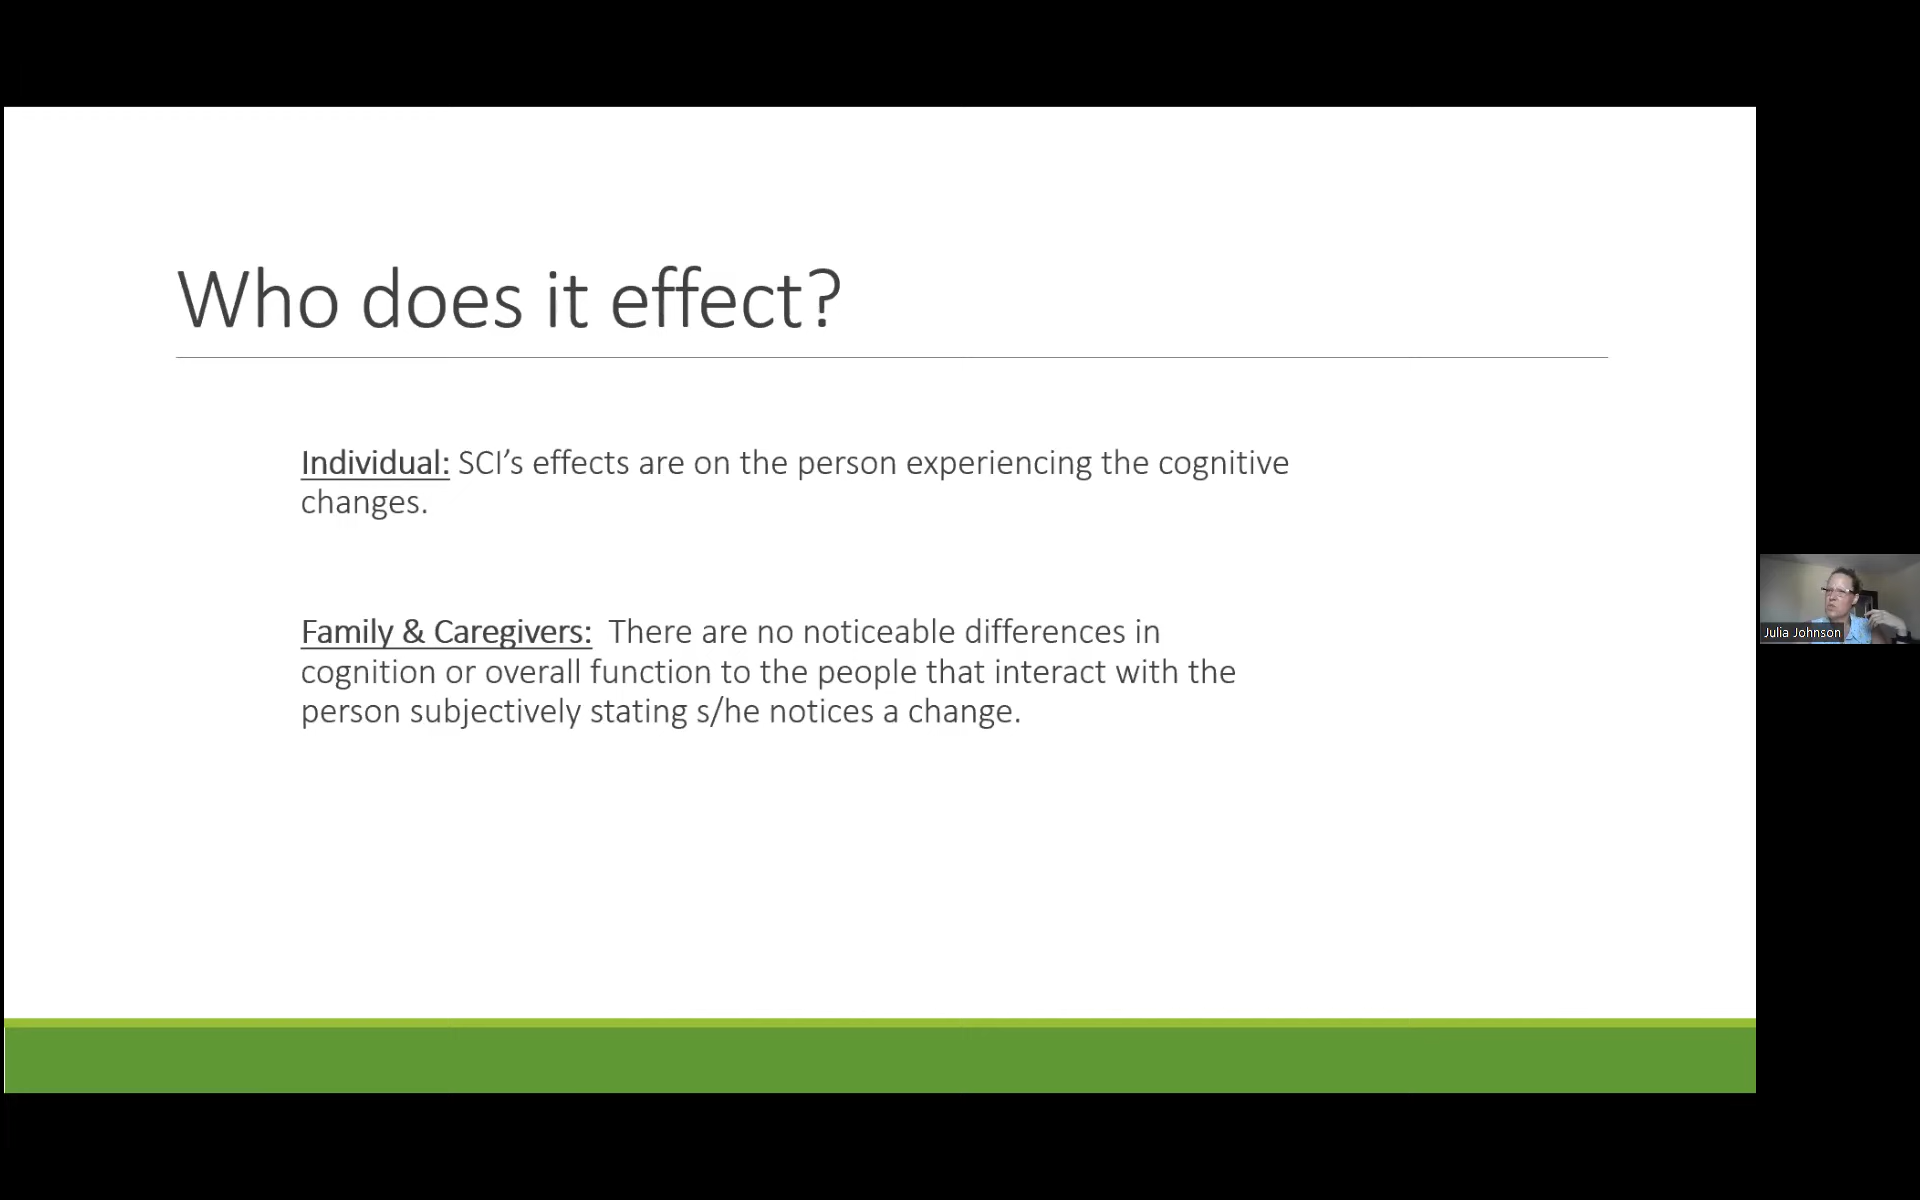 Who does it effect?
Individual: SCI’s effects are on the person experiencing the cognitive
changes.
Family & Caregivers:  There are no noticeable differences in
cognition or overall function to the people that interact with the
person subjectively stating s/he notices a change.
Julia Johnson